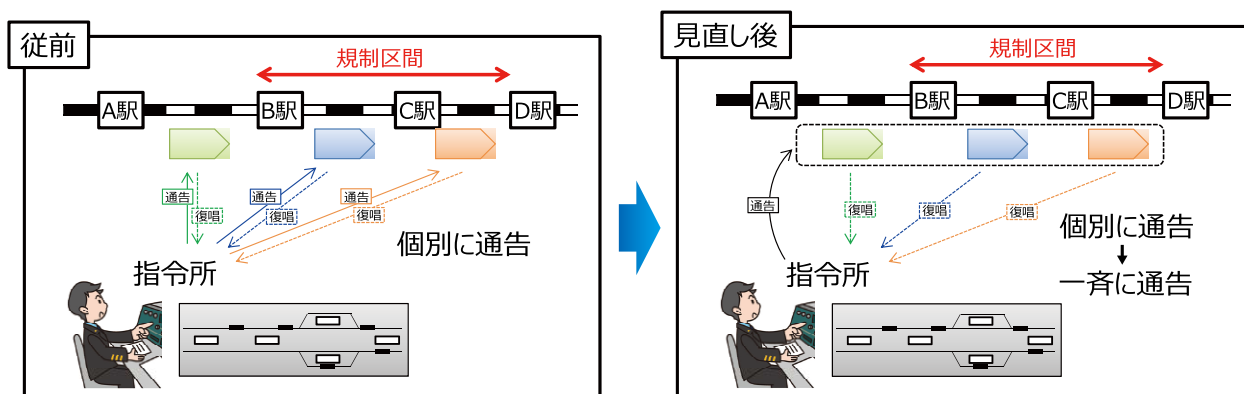 従前
規制区間
A駅
B駅
C駅
D駅
通告
復唱
通告
復唱
通告
復唱
個別に通告
指令所
見直し後
規制区間
A駅
B駅
C駅
D駅
通告
復唱
復唱
復唱
個別に通告
一斉に通告
指令所